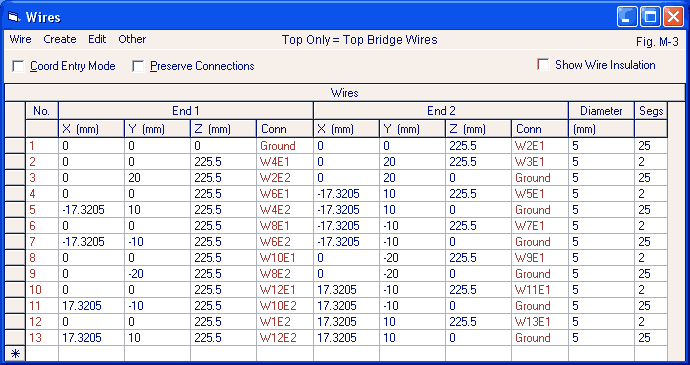 Wires
Wire Create Edit Other Top Only = Top Bridge Wires Fig. M-3
Coord Entry Mode Preserve Connections Show Wire Insulation
Wires
No. End 1 End 2 Diameter Segs
X (mm) Y (mm) Z (mm) Conn X (mm) Y (mm) Z (mm) Conn (mm)
1 0 0 0 Ground 0 0 225.5 W2E1 5 25
2 0 0 225.5 W4E1 0 20 225.5 W3E1 5 2
3 0 20 225.5 W2E2 0 20 0 Ground 5 25
4 0 0 225.5 W6E1 -17.3205 10 225.5 W5E1 5 2
5 -17.3205 10 225.5 W4E2 -17.3205 10 0 Ground 5 25
6 0 0 225.5 W8E1 -17.3205 -10 225.5 W7E1 5 2
7 -17.3205 -10 225.5 W6E2 -17.3205 -10 0 Ground 5 25
8 0 0 225.5 W10E1 0 -20 225.5 W9E1 5 2
9 0 -20 225.5 W8E2 0 -20 0 Ground 5 25
10 0 0 225.5 W12E1 17.3205 -10 225.5 W11E1 5 2
11 17.3205 -10 225.5 W10E2 17.3205 -10 0 Ground 5 25
12 0 0 225.5 W1E2 17.3205 10 225.5 W13E1 5 2
13 17.3205 10 225.5 W12E2 17.3205 10 0 Ground 5 25
*